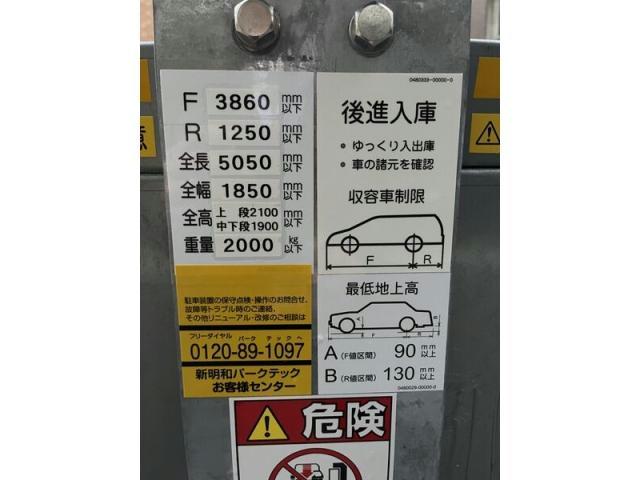 F 3860 mm以下
R 1250 mm以下
全長 5050 mm以下
全幅 1850 mm以下
全高 上 段2100 中下段1900 mm以下
重量 2000 kg以下
0480309-00000-0
後進入庫
・ゆっくり入出庫
・車の諸元を確認
収容車制限
F R
駐車装置の保守点検・操作のお問合せ、
故障等トラブル時のご連絡、
その他リニューアル・改修のご相談は
フリーダイヤル パーク テックへ
0120-89-1097
新明和パークテック
お客様センター
最低地上高
A B
F R
A (F値区間) 90 mm以上
B (R値区間) 130 mm以上
0480029-00000-0
意
危険